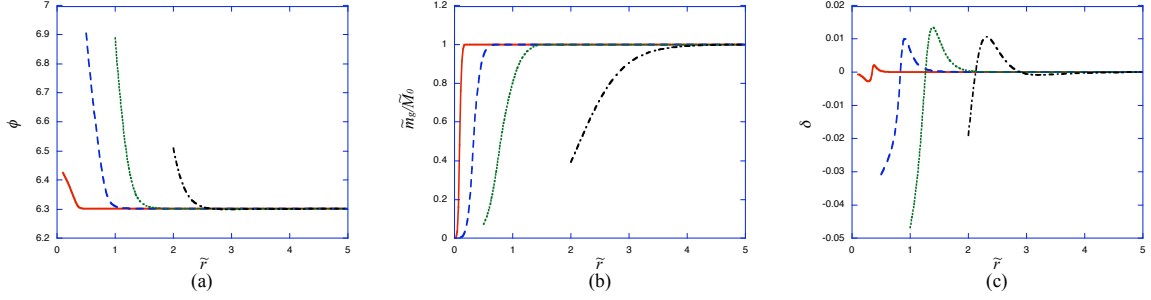 7
6.9
6.8
6.7
6.6
6.5
6.4
6.3
6.2
ϕ
0 1 2 3 4 5
r̃
(a)
1.2
1
0.8
0.6
0.4
0.2
0
m̃g/M̃0
0 1 2 3 4 5
r̃
(b)
0.02
0.01
0
-0.01
-0.02
-0.03
-0.04
-0.05
δ
0 1 2 3 4 5
r̃
(c)